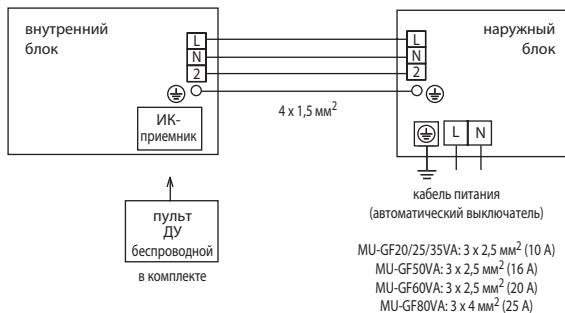 внутренний
блок
L
N
2
ИК-
приемник
пульт
ДУ
беспроводной
в комплекте
4 x 1,5 мм²
наружный
блок
L
N
2
L N
кабель питания
(автоматический выключатель)
MU-GF20/25/35VA: 3 x 2,5 мм² (10 А)
MU-GF50VA: 3 x 2,5 мм² (16 А)
MU-GF60VA: 3 x 2,5 мм² (20 А)
MU-GF80VA: 3 x 4 мм² (25 А)